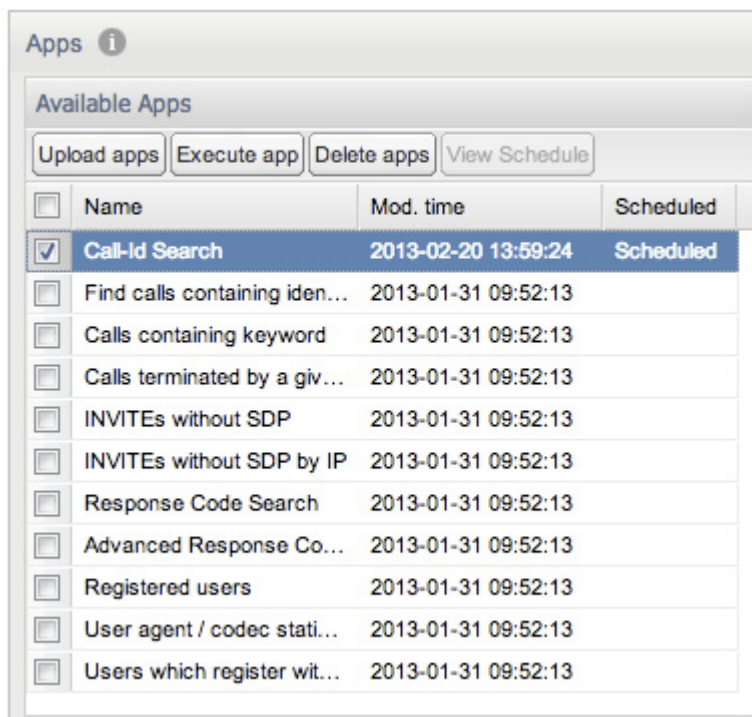 Apps
Available Apps
Upload apps Execute app Delete apps View Schedule
Name Mod. time Scheduled
Call-Id Search 2013-02-20 13:59:24 Scheduled
Find calls containing iden... 2013-01-31 09:52:13
Calls containing keyword 2013-01-31 09:52:13
Calls terminated by a giv... 2013-01-31 09:52:13
INVITEs without SDP 2013-01-31 09:52:13
INVITEs without SDP by IP 2013-01-31 09:52:13
Response Code Search 2013-01-31 09:52:13
Advanced Response Co... 2013-01-31 09:52:13
Registered users 2013-01-31 09:52:13
User agent / codec stati... 2013-01-31 09:52:13
Users which register wit... 2013-01-31 09:52:13